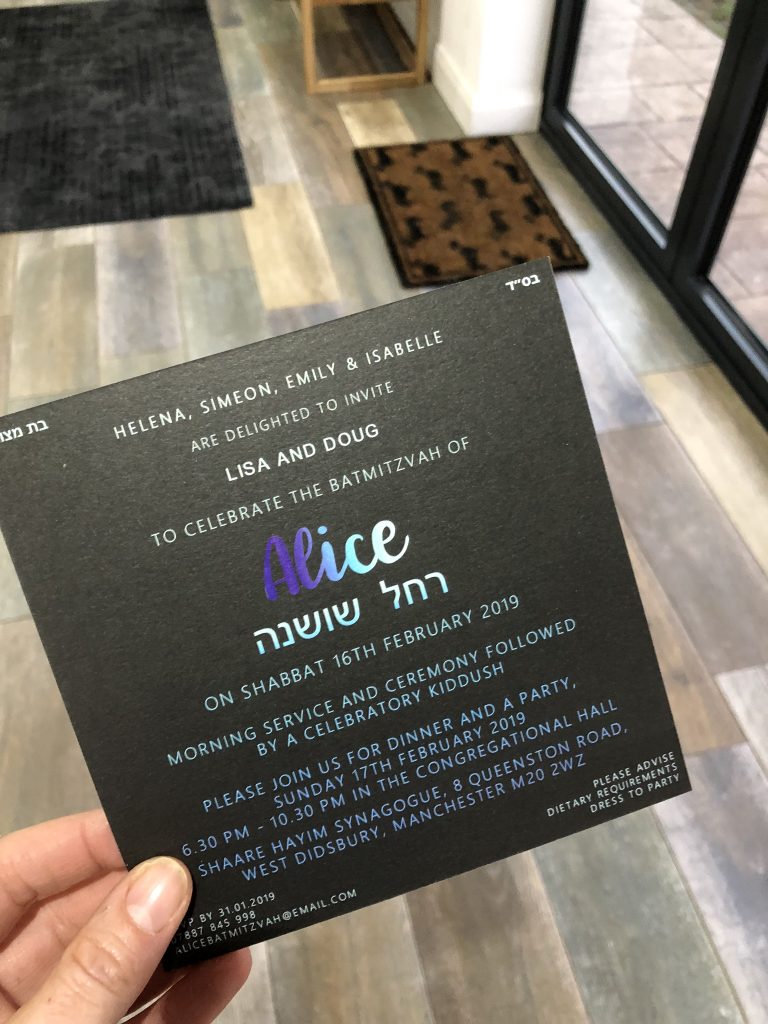 בס״ד
בת מצו
HELENA, SIMEON, EMILY & ISABELLE
ARE DELIGHTED TO INVITE
LISA AND DOUG
TO CELEBRATE THE BATMITZVAH OF
Alice
רחל שושנה
ON SHABBAT 16TH FEBRUARY 2019
MORNING SERVICE AND CEREMONY FOLLOWED
BY A CELEBRATORY KIDDUSH
PLEASE JOIN US FOR DINNER AND A PARTY,
SUNDAY 17TH FEBRUARY 2019
6.30 PM - 10.30 PM IN THE CONGREGATIONAL HALL
SHAARE HAYIM SYNAGOGUE, 8 QUEENSTON ROAD,
WEST DIDSBURY, MANCHESTER M20 2WZ
PLEASE ADVISE
DIETARY REQUIREMENTS
DRESS TO PARTY
VP BY 31.01.2019
7887 845 998
ALICEBATMITZVAH@EMAIL.COM